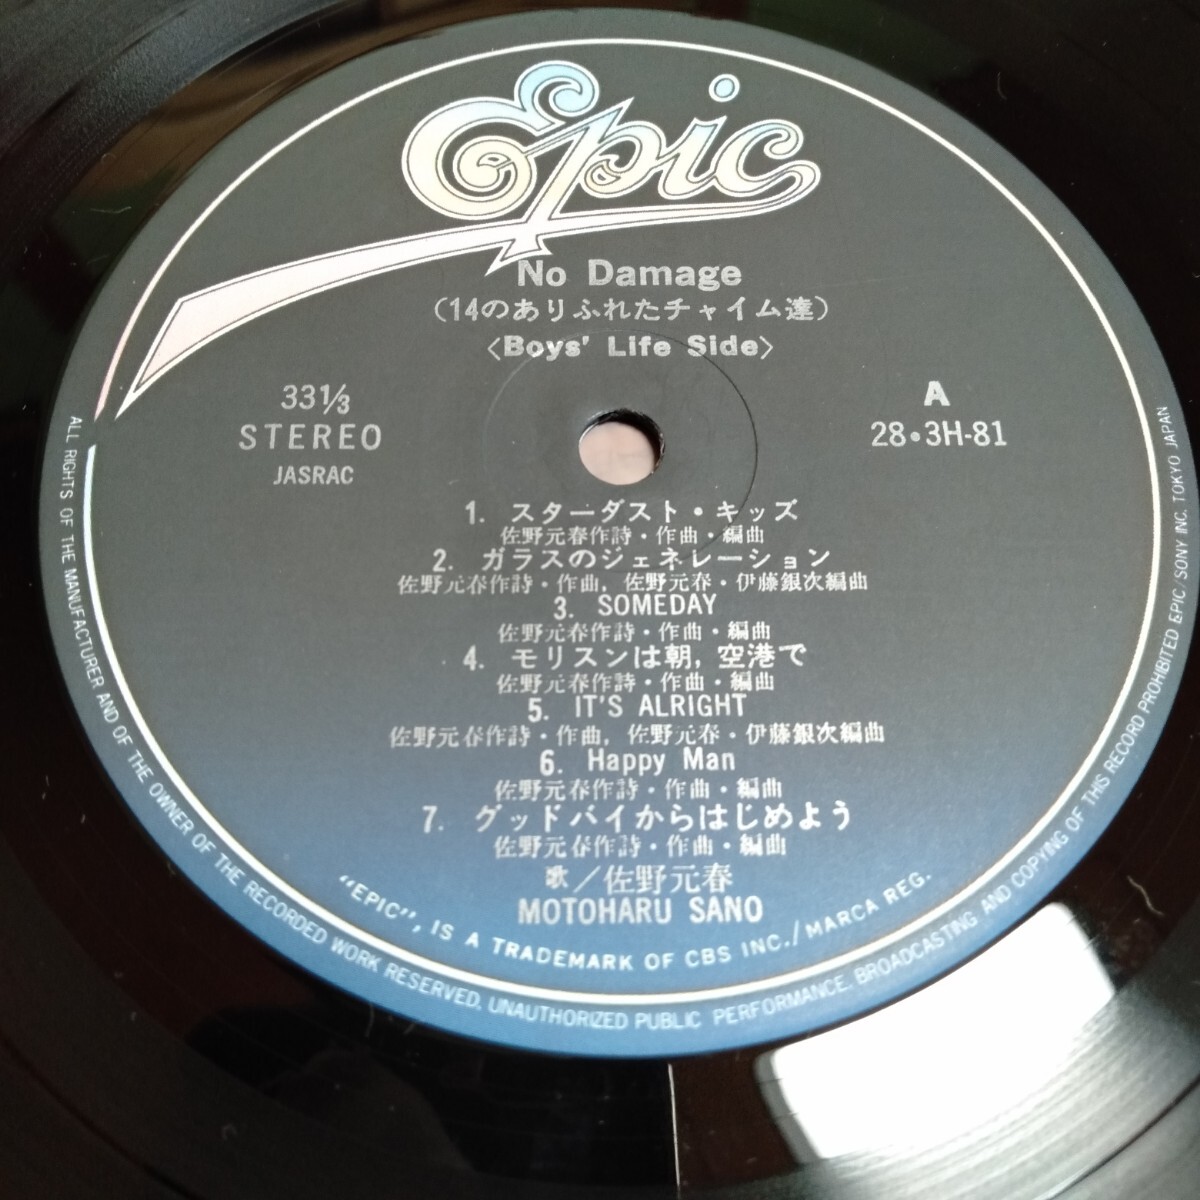 Epic
No Damage
(14のありふれたチャイム達)
〈Boys' Life Side〉
33⅓
STEREO
JASRAC
A
28・3H-81
1. スターダスト・キッズ
佐野元春作詩・作曲・編曲
2. ガラスのジェネレーション
佐野元春作詩・作曲, 佐野元春・伊藤銀次編曲
3. SOMEDAY
佐野元春作詩・作曲・編曲
4. モリスンは朝, 空港で
佐野元春作詩・作曲・編曲
5. IT'S ALRIGHT
佐野元春作詩・作曲, 佐野元春・伊藤銀次編曲
6. Happy Man
佐野元春作詩・作曲・編曲
7. グッドバイからはじめよう
佐野元春作詩・作曲・編曲
歌/佐野元春
MOTOHARU SANO
"EPIC", IS A TRADEMARK OF CBS INC./MARCA REG.
ALL RIGHTS OF THE MANUFACTURER AND OF THE OWNER OF THE RECORDED WORK RESERVED. UNAUTHORIZED PUBLIC PERFORMANCE. BROADCASTING AND COPYING OF THIS RECORD PROHIBITED EPIC/SONY INC. TOKYO JAPAN